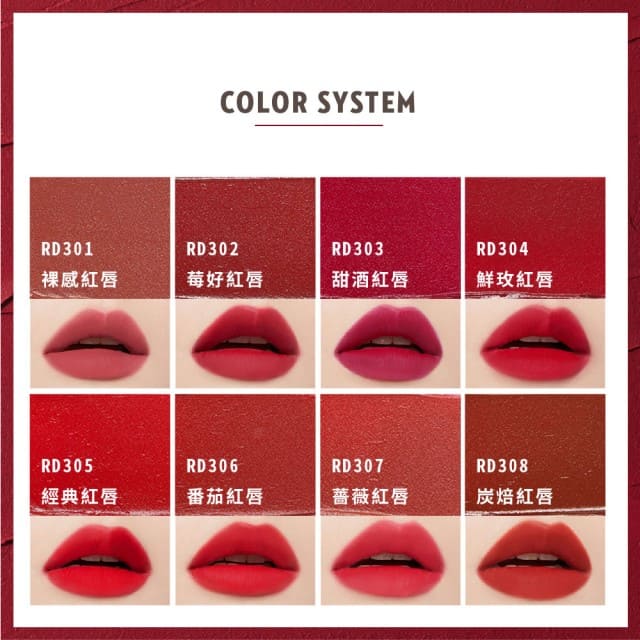 COLOR SYSTEM
RD301
裸感紅唇
RD302
莓好紅唇
RD303
甜酒紅唇
RD304
鮮玫紅唇
RD305
經典紅唇
RD306
番茄紅唇
RD307
薔薇紅唇
RD308
炭焙紅唇